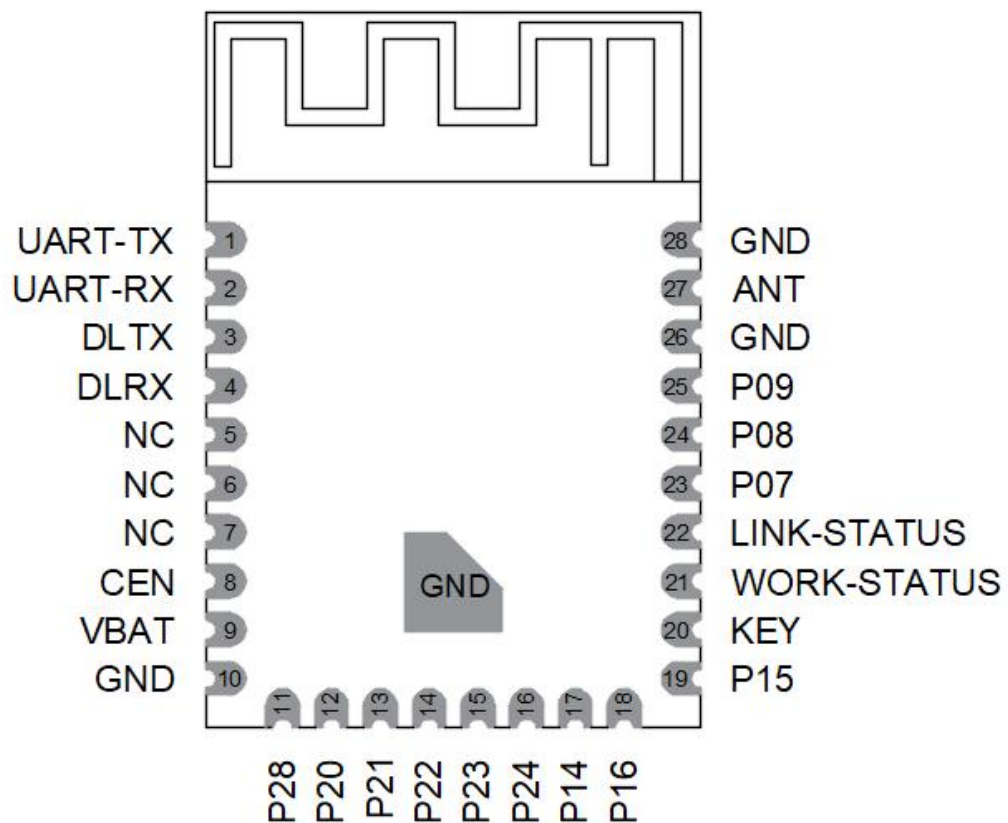 UART-TX 1 28 GND
UART-RX 2 27 ANT
DLTX 3 26 GND
DLRX 4 25 P09
NC 5 24 P08
NC 6 23 P07
NC 7 22 LINK-STATUS
CEN 8 GND 21 WORK-STATUS
VBAT 9 20 KEY
GND 10 19 P15
11 12 13 14 15 16 17 18
P28 P20 P21 P22 P23 P24 P14 P16